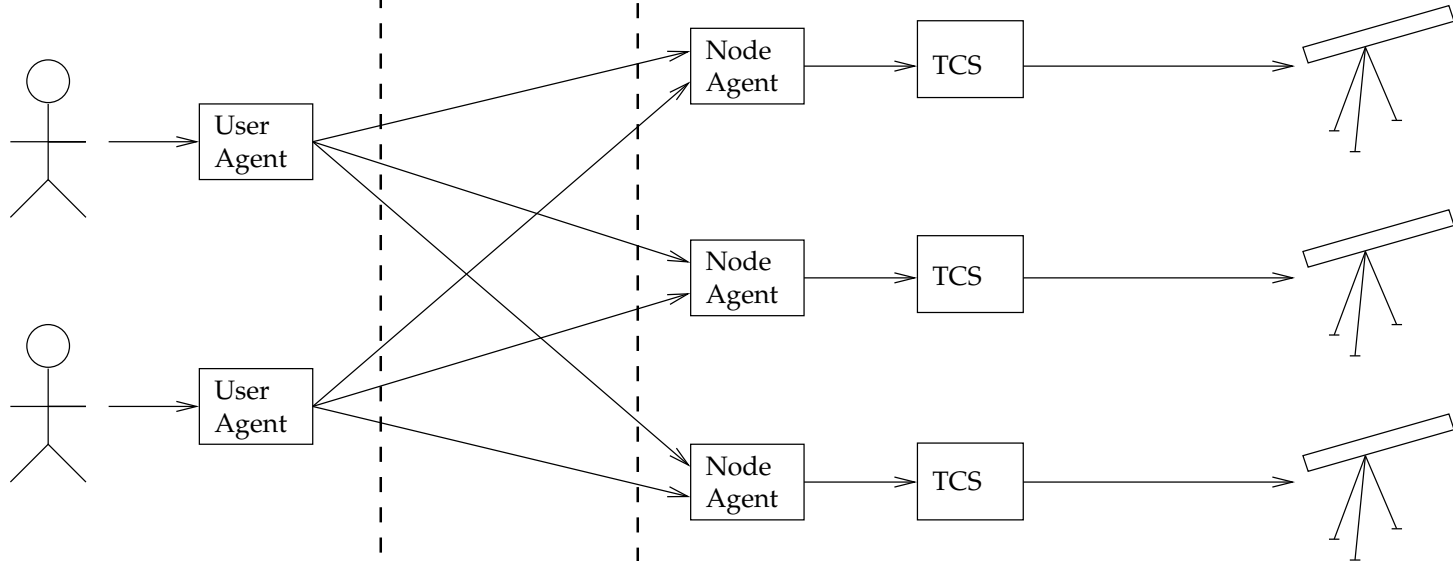 User
Agent
User
Agent
Node
Agent
TCS
Node
Agent
TCS
Node
Agent
TCS